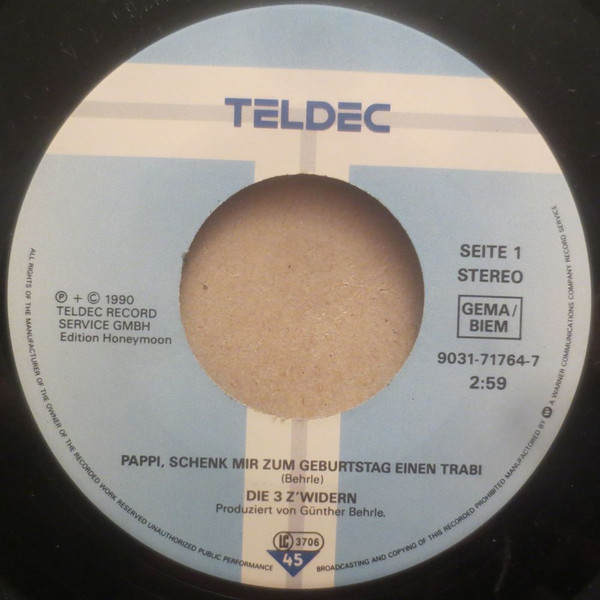 TELDEC
SEITE 1
STEREO
GEMA/
BIEM
9031-71764-7
2:59
℗ + © 1990
TELDEC RECORD
SERVICE GMBH
Edition Honeymoon
PAPPI, SCHENK MIR ZUM GEBURTSTAG EINEN TRABI
(Behrle)
DIE 3 Z'WIDERN
Produziert von Günther Behrle.
LC 3706
45
ALL RIGHTS OF THE MANUFACTURER OF THE OWNER OF THE RECORDED WORK RESERVED UNAUTHORIZED PUBLIC PERFORMANCE BROADCASTING AND COPYING OF THIS RECORDED PROHIBITED MANUFACTORED BY W A WARNER COMMUNICATIONS COMPANY RECORD SERVICE